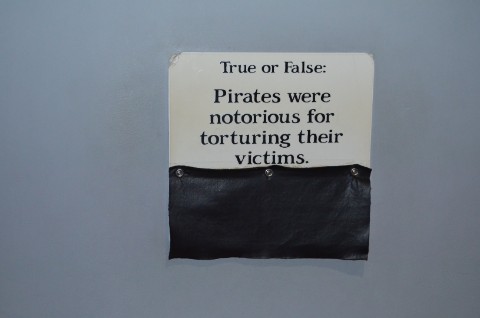 True or False:
Pirates were
notorious for
torturing their
victims.